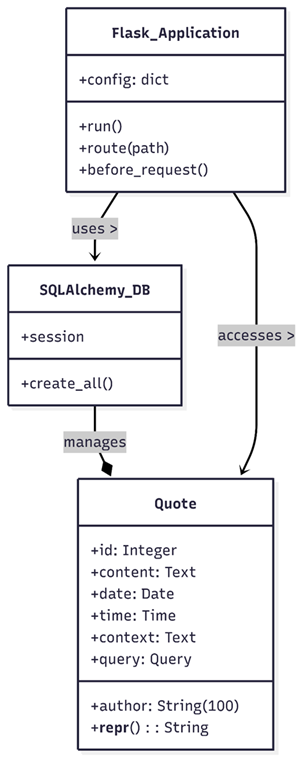 Flask_Application
+config: dict
+run()
+route(path)
+before_request()
uses >
SQLAlchemy_DB
+session
+create_all()
accesses >
manages
Quote
+id: Integer
+content: Text
+date: Date
+time: Time
+context: Text
+query: Query
+author: String(100)
+repr() : : String